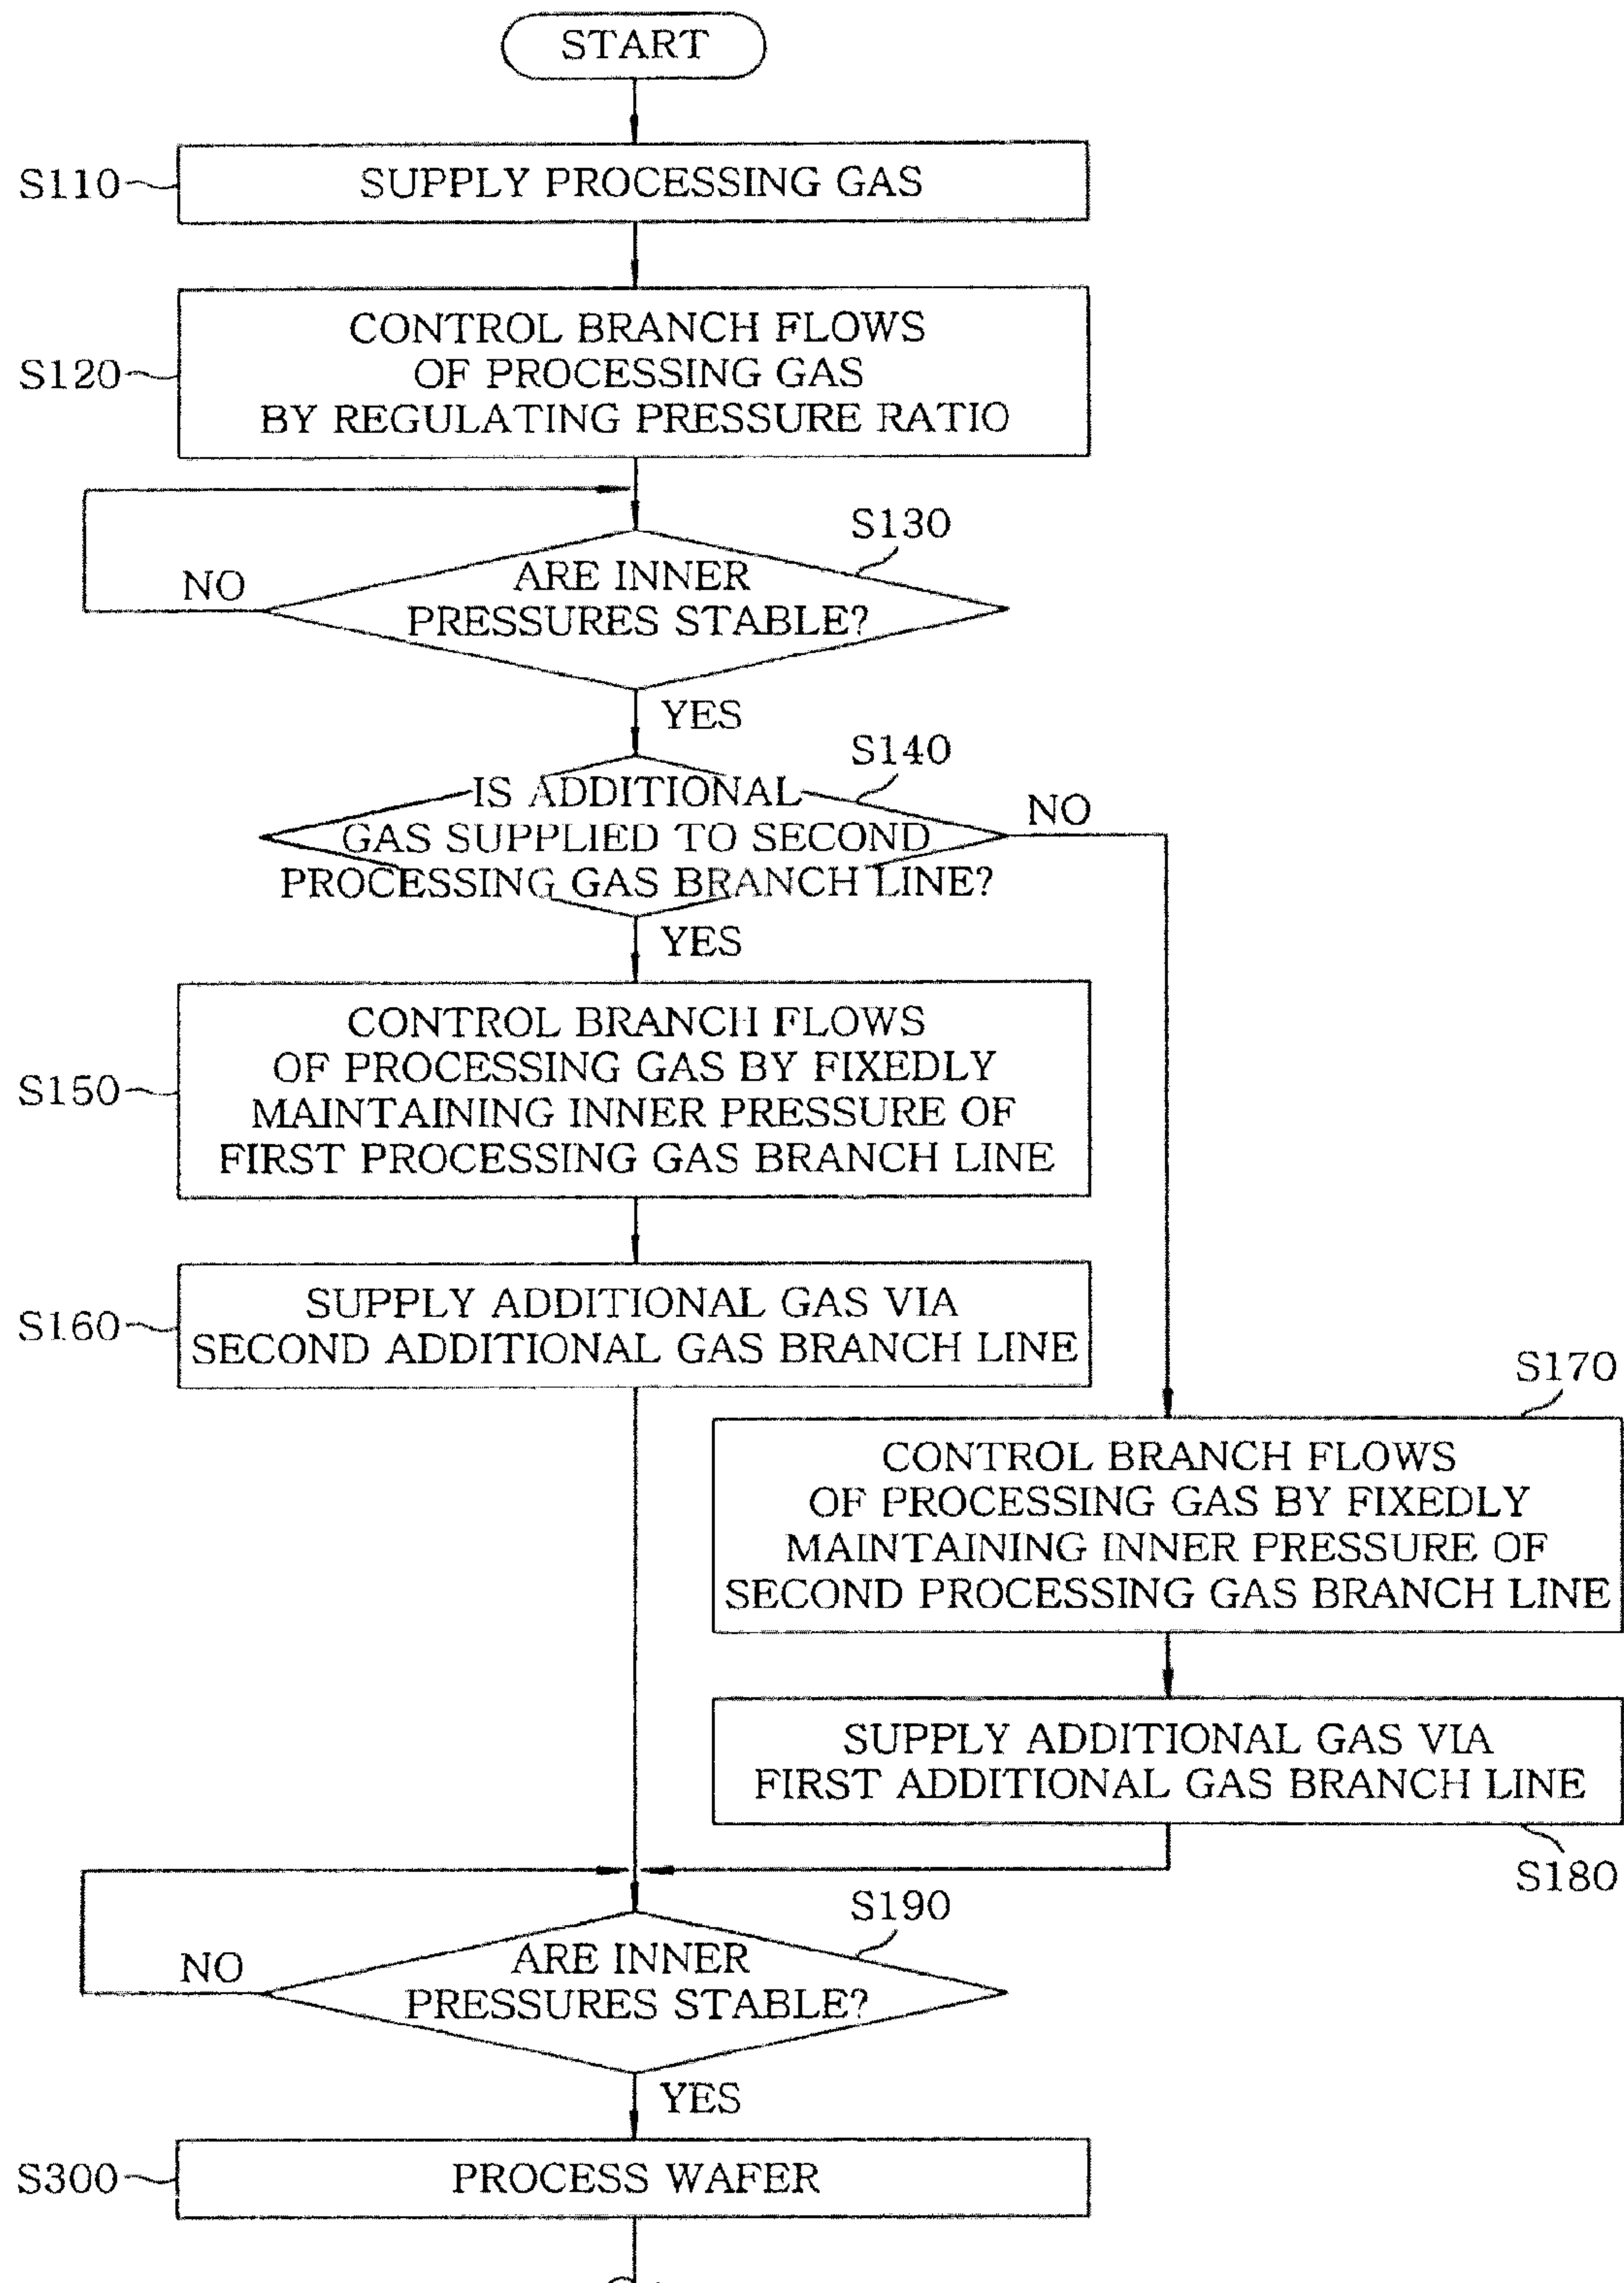 START
S110
SUPPLY PROCESSING GAS
S120
CONTROL BRANCH FLOWS
OF PROCESSING GAS
BY REGULATING PRESSURE RATIO
S130
NO
ARE INNER
PRESSURES STABLE?
YES
S140
IS ADDITIONAL
GAS SUPPLIED TO SECOND
PROCESSING GAS BRANCH LINE?
NO
YES
S150
CONTROL BRANCH FLOWS
OF PROCESSING GAS BY FIXEDLY
MAINTAINING INNER PRESSURE OF
FIRST PROCESSING GAS BRANCH LINE
S160
SUPPLY ADDITIONAL GAS VIA
SECOND ADDITIONAL GAS BRANCH LINE
S170
CONTROL BRANCH FLOWS
OF PROCESSING GAS BY FIXEDLY
MAINTAINING INNER PRESSURE OF
SECOND PROCESSING GAS BRANCH LINE
SUPPLY ADDITIONAL GAS VIA
FIRST ADDITIONAL GAS BRANCH LINE
S180
S190
NO
ARE INNER
PRESSURES STABLE?
YES
S300
PROCESS WAFER